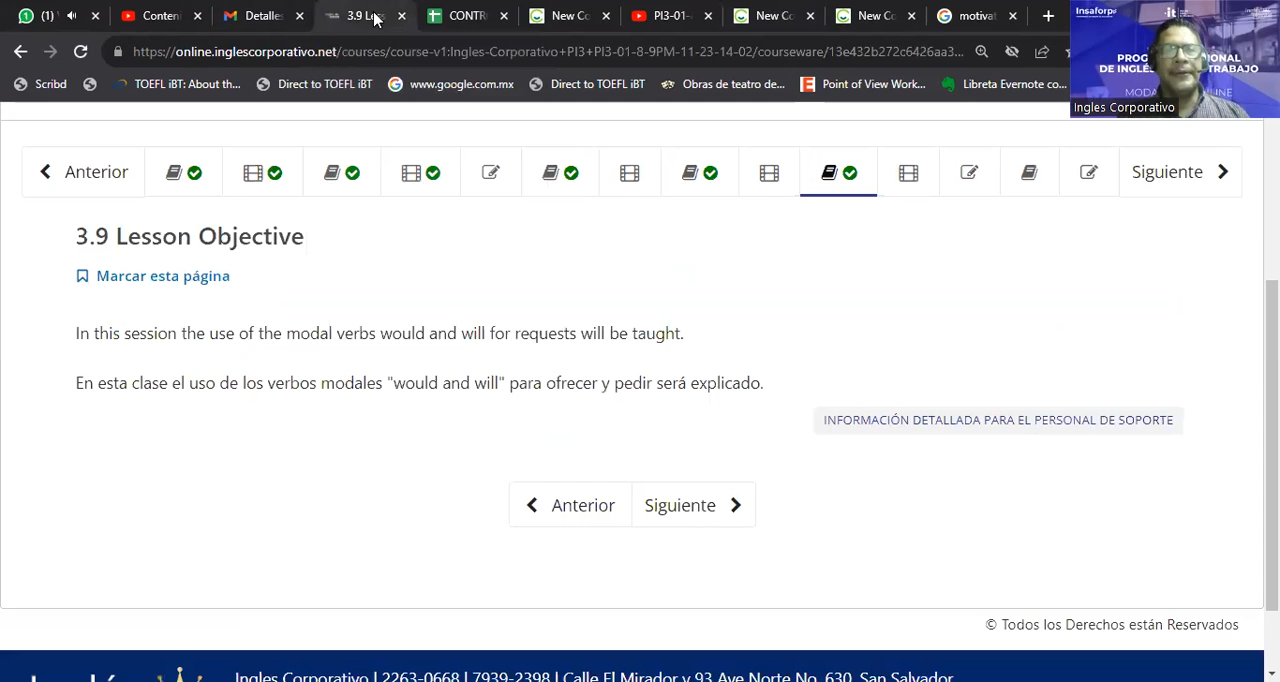 (1)
Conten
Detalles
3.9 Les
CONTR
New Co
PI3-01-
New Co
New Co
motivat
https://online.inglescorporativo.net/courses/course-v1:Ingles-Corporativo+PI3+PI3-01-8-9PM-11-23-14-02/courseware/13e432b272c6426aa3...
Scribd
TOEFL iBT: About th...
Direct to TOEFL iBT
www.google.com.mx
Direct to TOEFL iBT
Obras de teatro de...
Point of View Work...
Libreta Evernote co...
Insaforp
Ingles Corporativo
Anterior
Siguiente
3.9 Lesson Objective
Marcar esta página
In this session the use of the modal verbs would and will for requests will be taught.
En esta clase el uso de los verbos modales "would and will" para ofrecer y pedir será explicado.
INFORMACIÓN DETALLADA PARA EL PERSONAL DE SOPORTE
Anterior
Siguiente
© Todos los Derechos están Reservados
Ingles Corporativo | 2263-0668 | 7939-2398 | Calle El Mirador y 93 Ave Norte No. 630, San Salvador